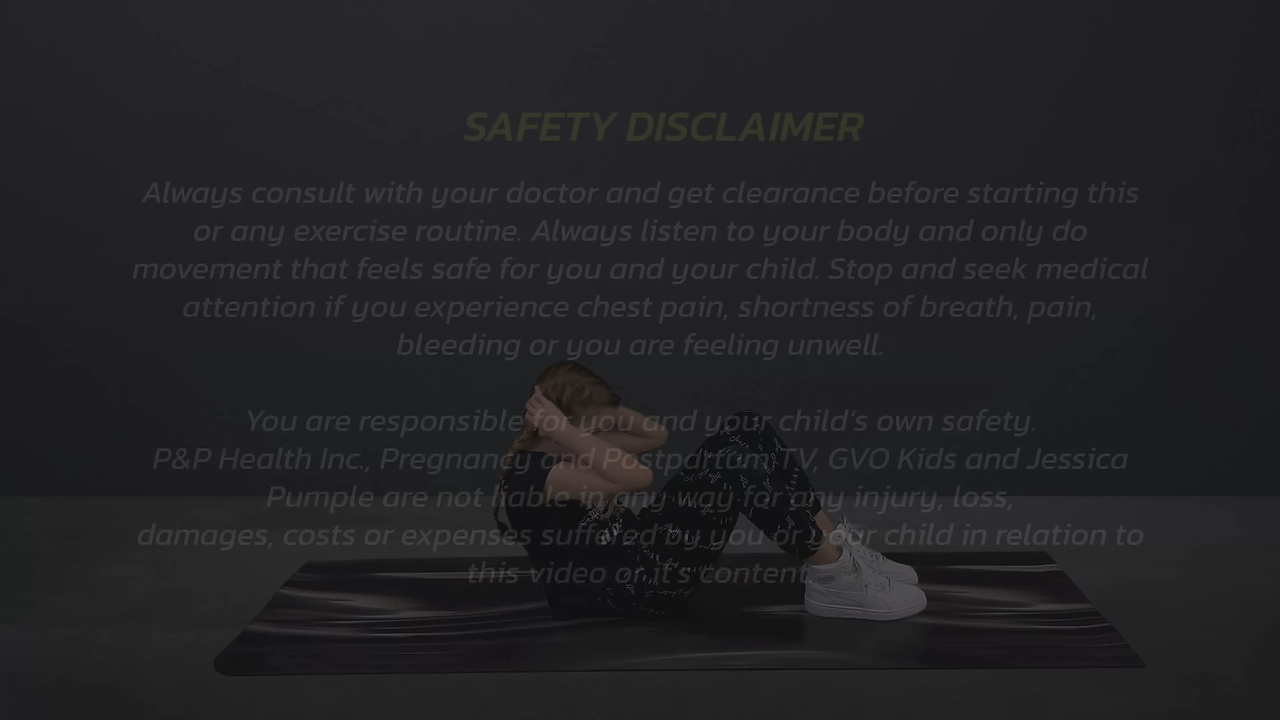 SAFETY DISCLAIMER
Always consult with your doctor and get clearance before starting this
or any exercise routine. Always listen to your body and only do
movement that feels safe for you and your child. Stop and seek medical
attention if you experience chest pain, shortness of breath, pain,
bleeding or you are feeling unwell.
You are responsible for you and your child's own safety.
P&P Health Inc., Pregnancy and Postpartum TV, GVO Kids and Jessica
Pumple are not liable in any way for any injury, loss,
damages, costs or expenses suffered by you or your child in relation to
this video or it's content.